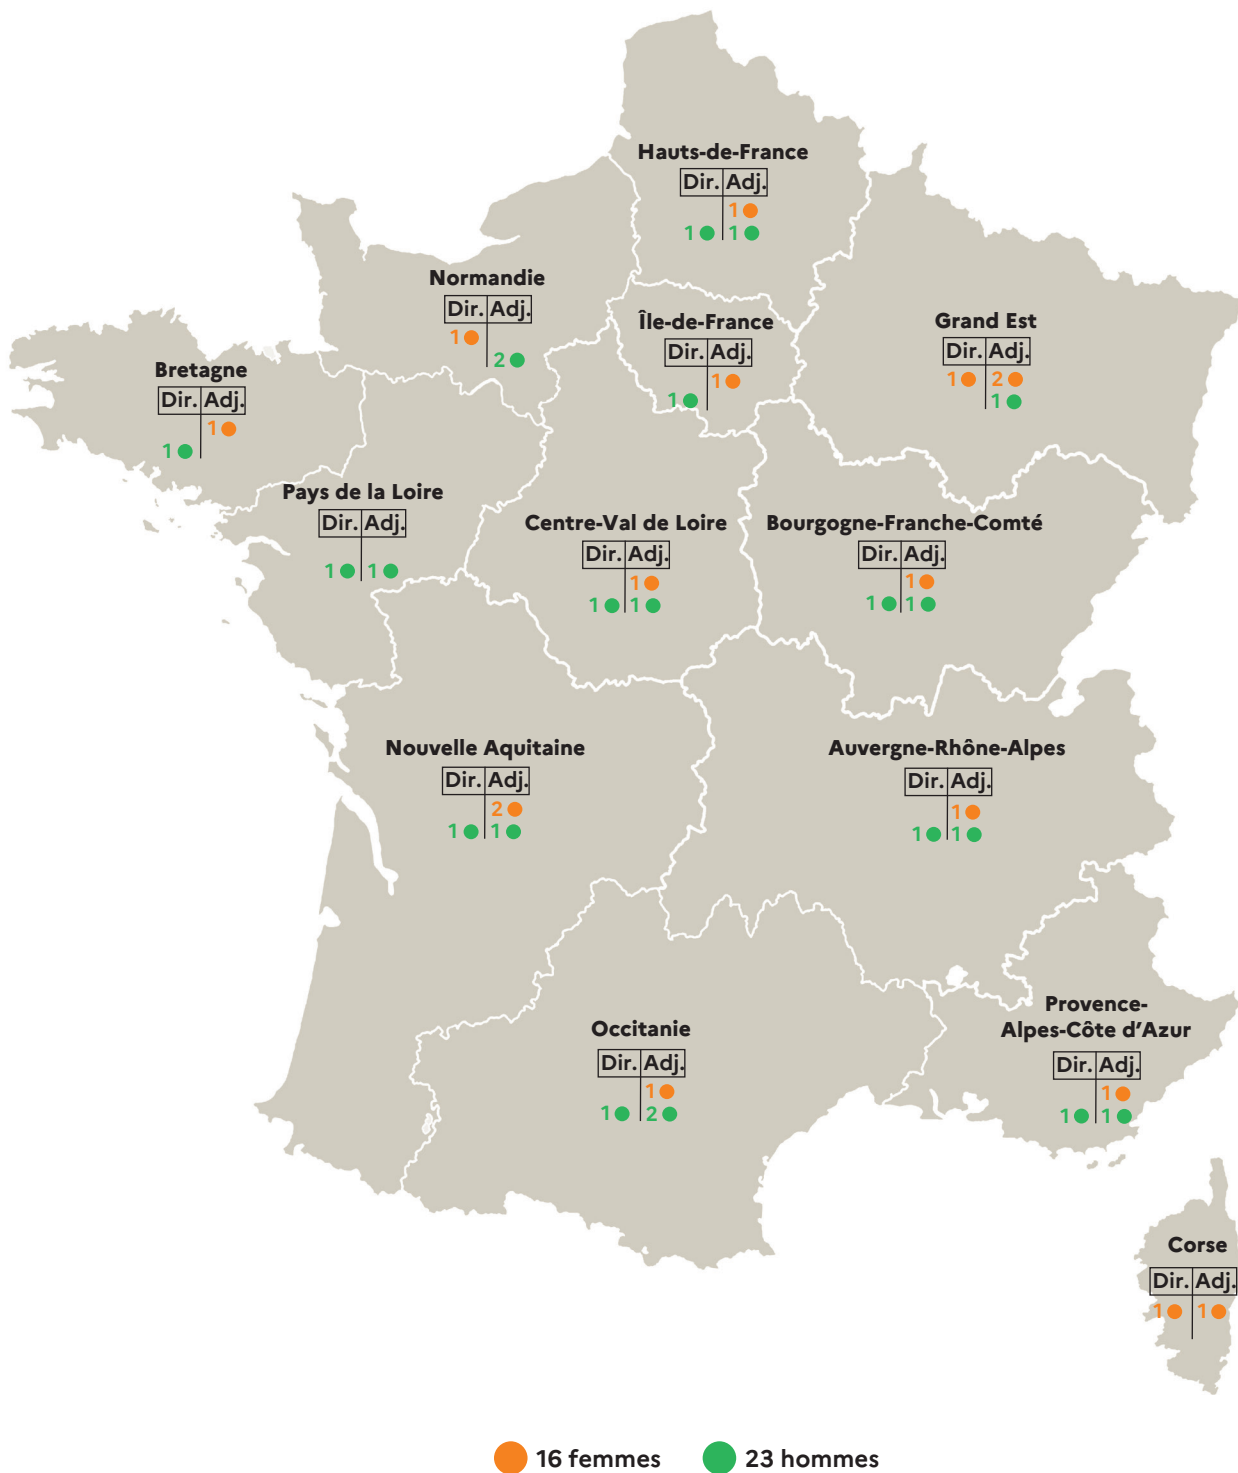 Hauts-de-France
Dir. Adj.
1
1 1
Normandie
Dir. Adj.
1
2
Île-de-France
Dir. Adj.
1
1
Grand Est
Dir. Adj.
1 2
1
Bretagne
Dir. Adj.
1
1
Pays de la Loire
Dir. Adj.
1 1
Centre-Val de Loire
Dir. Adj.
1
1 1
Bourgogne-Franche-Comté
Dir. Adj.
1
1 1
Nouvelle Aquitaine
Dir. Adj.
2
1 1
Auvergne-Rhône-Alpes
Dir. Adj.
1
1 1
Occitanie
Dir. Adj.
1
1 2
Provence-
Alpes-Côte d'Azur
Dir. Adj.
1
1 1
Corse
Dir. Adj.
1 1
16 femmes 23 hommes